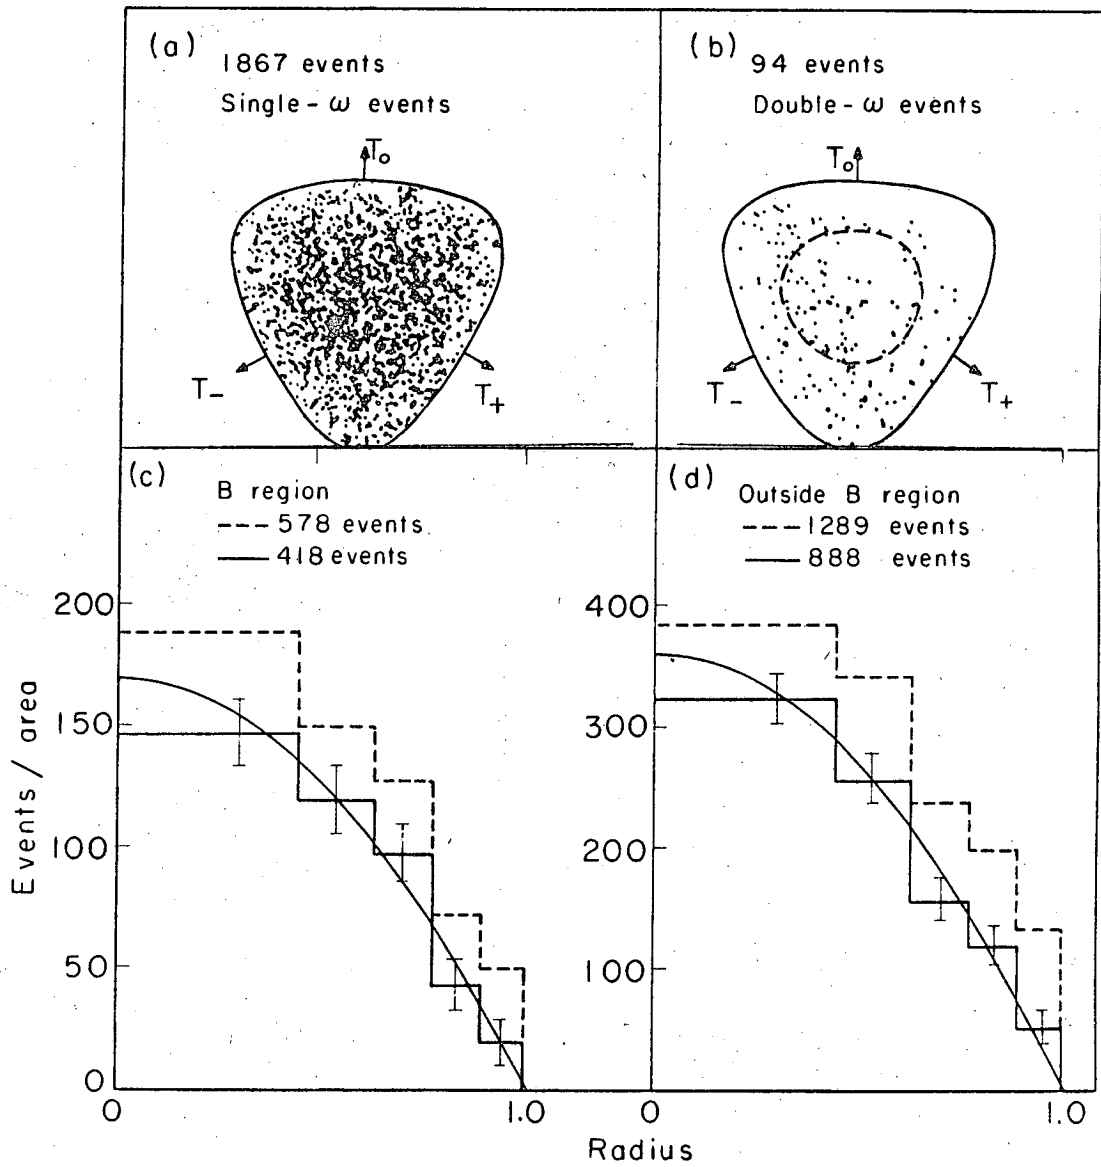 (a)
1867 events
Single-ω events
T₀
T₋
T₊
(b)
94 events
Double-ω events
T₀
T₋
T₊
(c)
B region
--- 578 events
— 418 events
(d)
Outside B region
--- 1289 events
— 888 events
Events / area
200
150
100
50
0
400
300
200
100
0
1.0
0
1.0
Radius